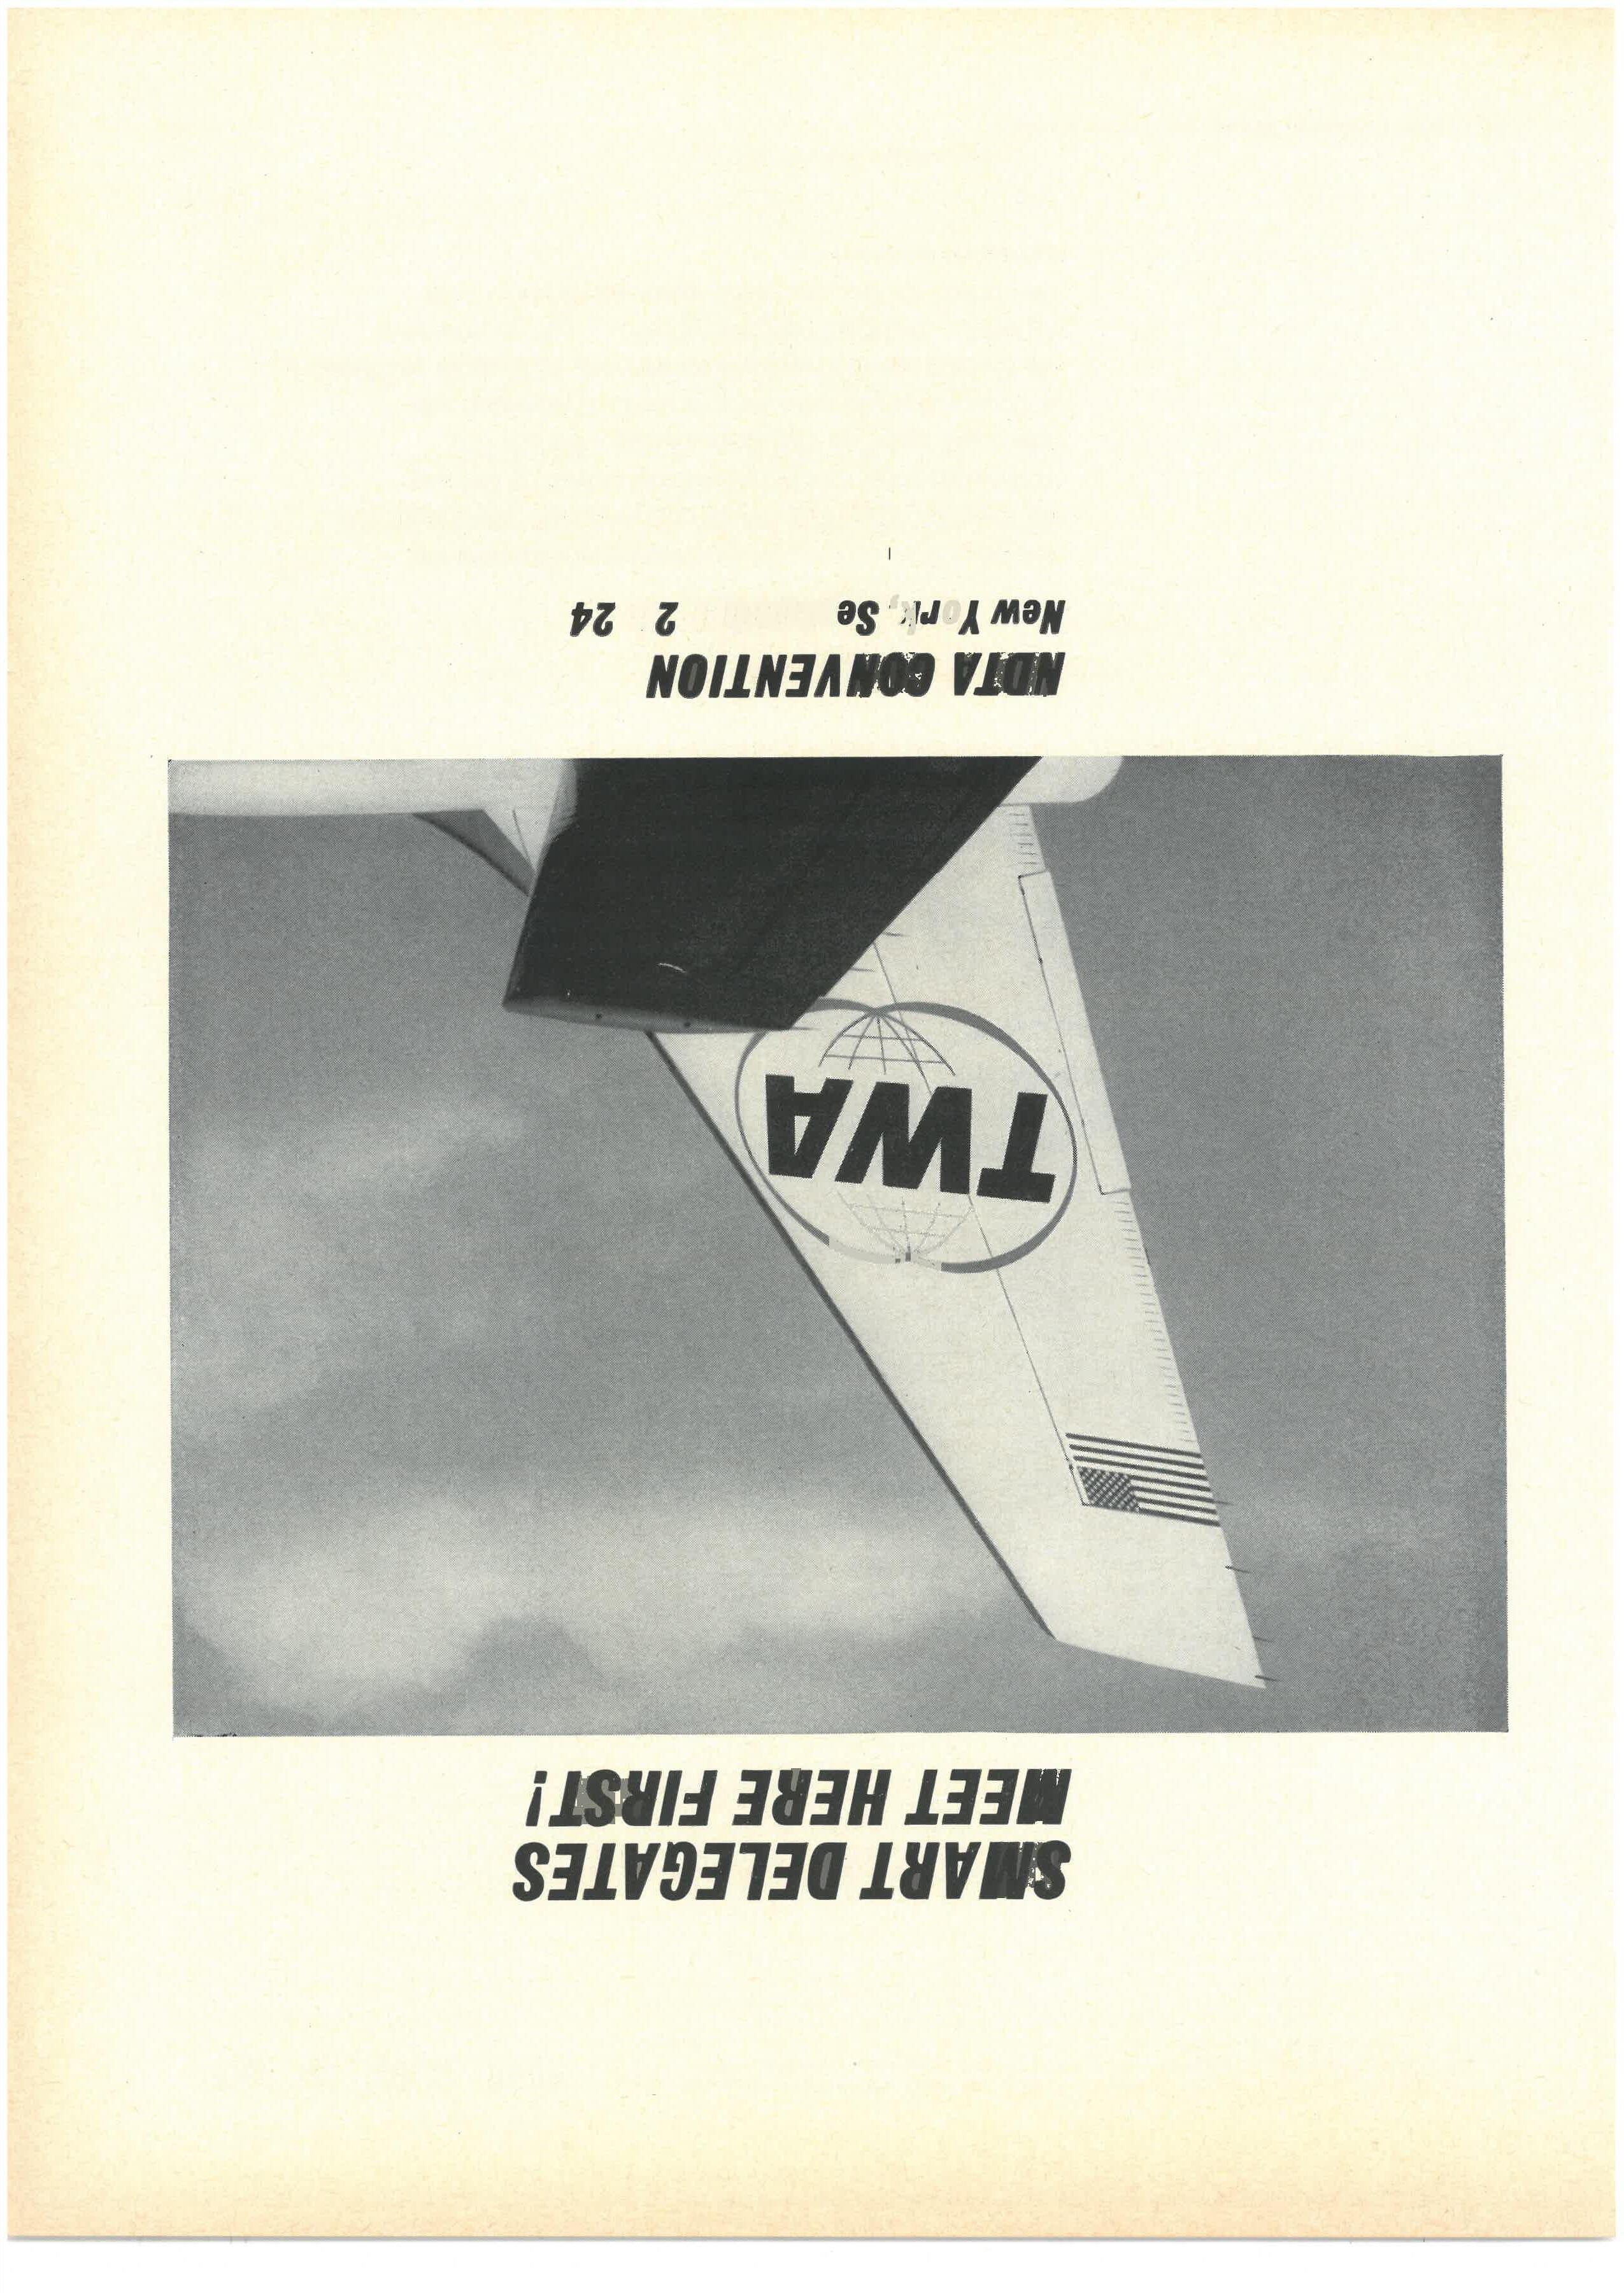 SMART DELEGATES
MEET HERE FIRST!
TWA
NDTA CONVENTION
New York, Se 2 24